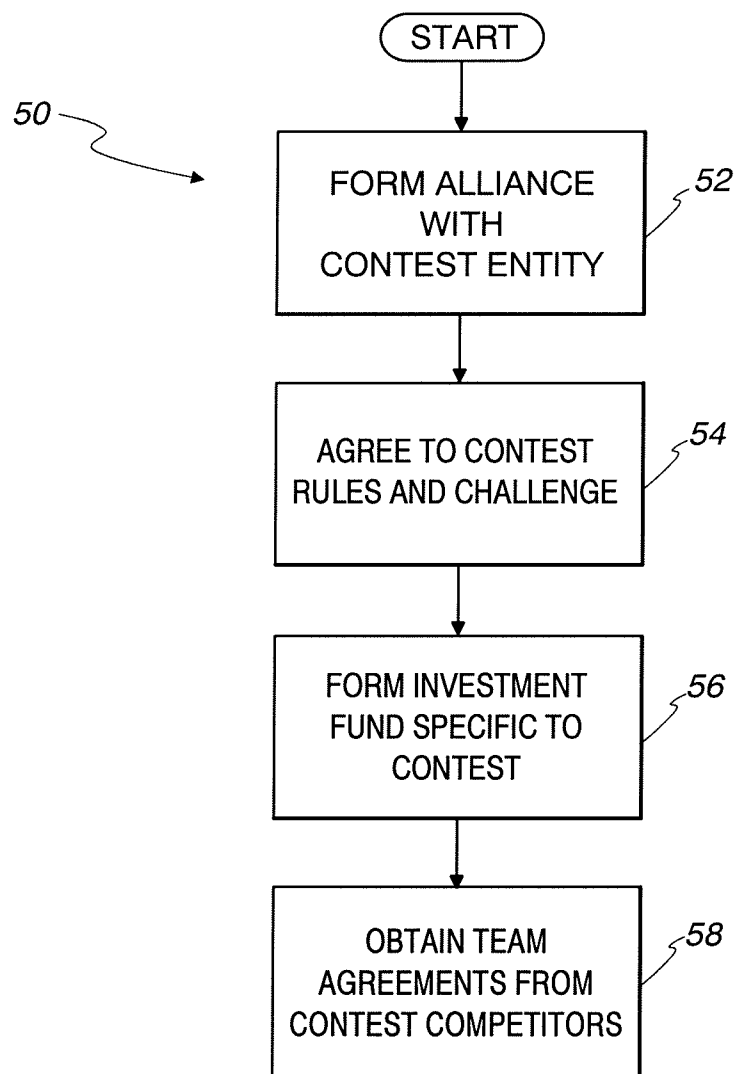 START
50
FORM ALLIANCE
WITH
CONTEST ENTITY
52
AGREE TO CONTEST
RULES AND CHALLENGE
54
FORM INVESTMENT
FUND SPECIFIC TO
CONTEST
56
OBTAIN TEAM
AGREEMENTS FROM
CONTEST COMPETITORS
58